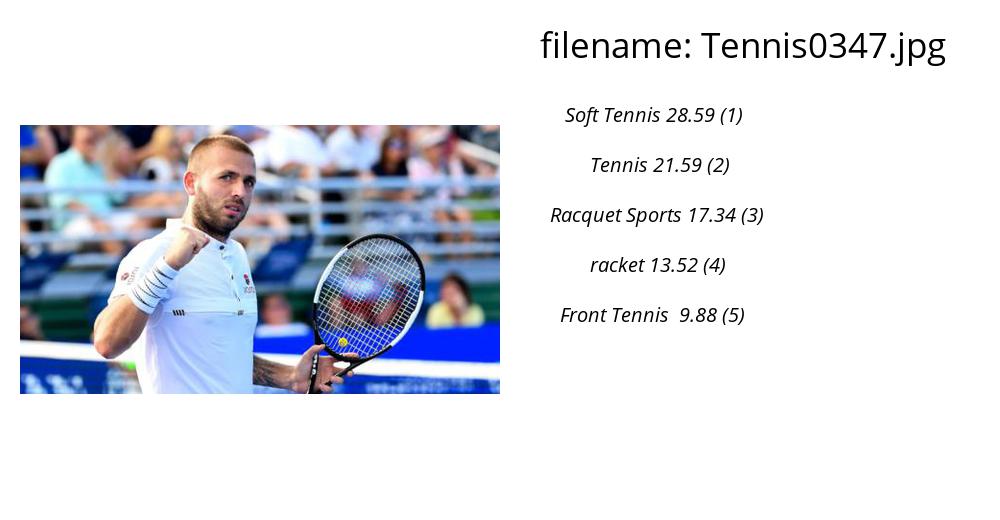 filename: Tennis0347.jpg
Soft Tennis 28.59 (1)
Tennis 21.59 (2)
Racquet Sports 17.34 (3)
racket 13.52 (4)
Front Tennis 9.88 (5)